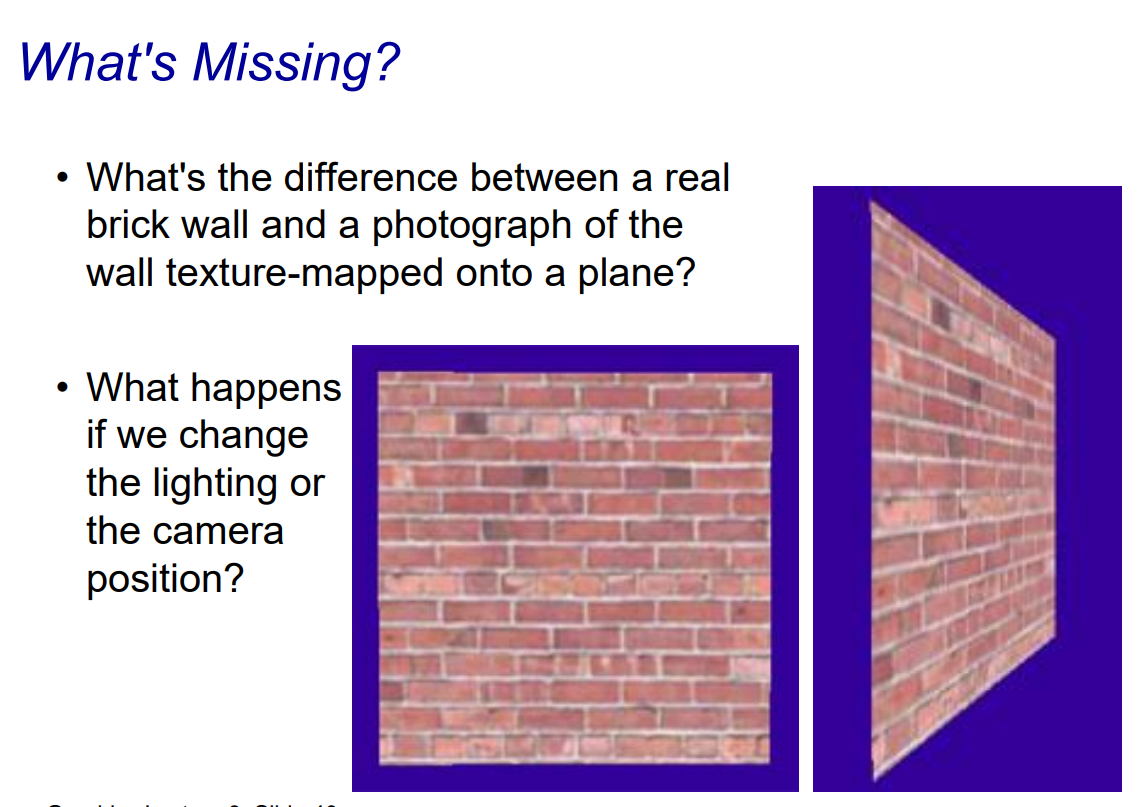 What's Missing?
• What's the difference between a real
brick wall and a photograph of the
wall texture-mapped onto a plane?
• What happens
if we change
the lighting or
the camera
position?